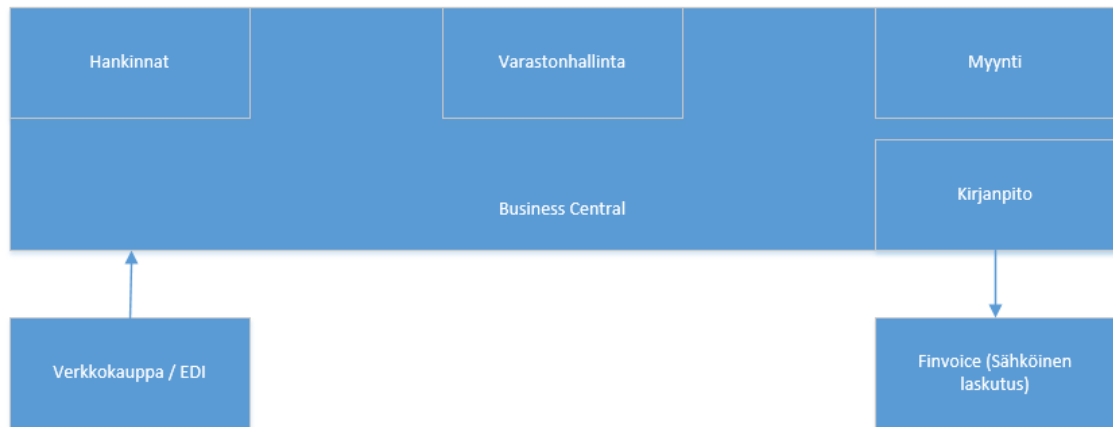 Hankinnat
Varastonhallinta
Myynti
Kirjanpito
Business Central
Verkkokauppa / EDI
Finvoice (Sähköinen
laskutus)